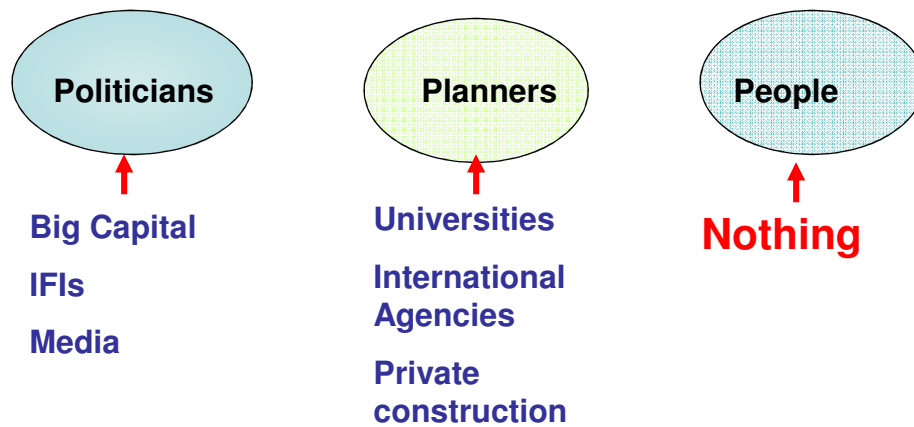 Politicians
Planners
People
Big Capital
IFIs
Media
Universities
International
Agencies
Private
construction
Nothing